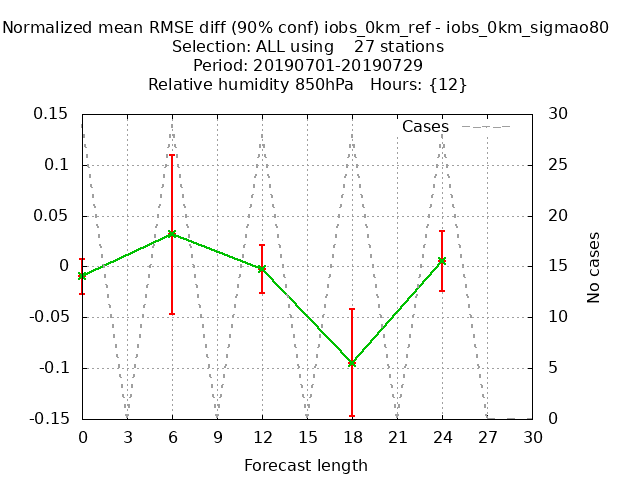 Normalized mean RMSE diff (90% conf) iobs_0km_ref - iobs_0km_sigmao80
Selection: ALL using    27 stations
Period: 20190701-20190729
Relative humidity 850hPa   Hours: {12}
0.15
0.1
0.05
0
-0.05
-0.1
-0.15
Cases
30
25
20
15
10
5
0
No cases
0 3 6 9 12 15 18 21 24 27 30
Forecast length